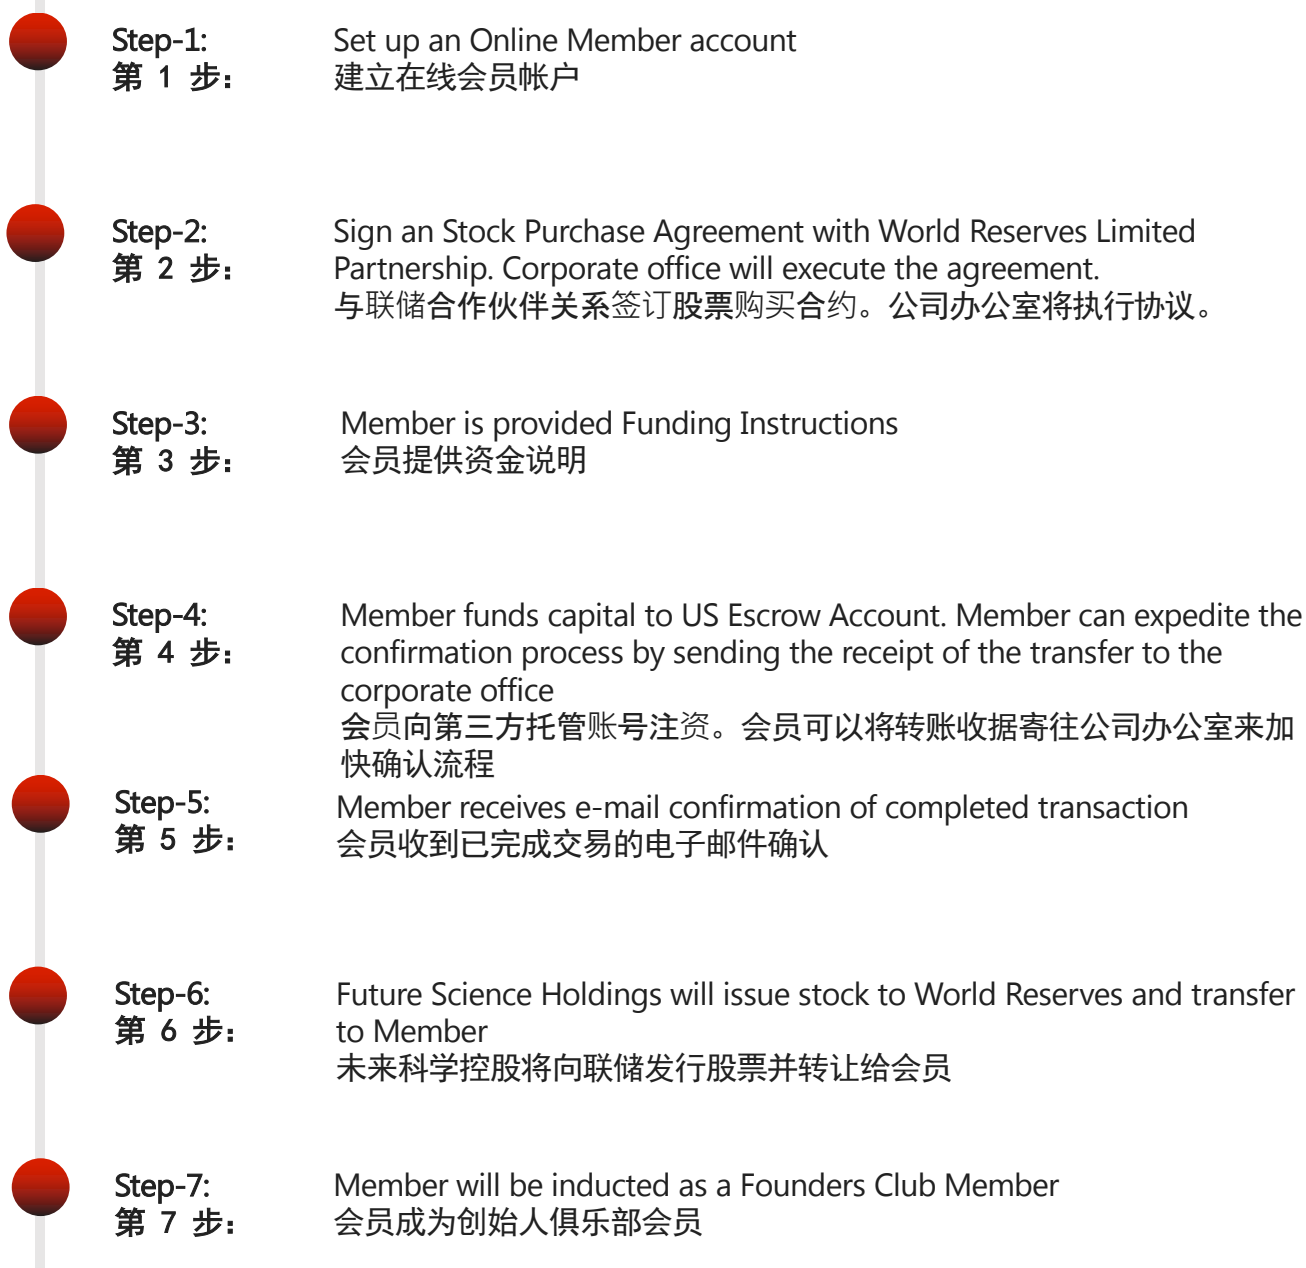 Step-1:
第 1 步：
Set up an Online Member account
建立在线会员帐户
Step-2:
第 2 步：
Sign an Stock Purchase Agreement with World Reserves Limited
Partnership. Corporate office will execute the agreement.
与联储合作伙伴关系签订股票购买合约。公司办公室将执行协议。
Step-3:
第 3 步：
Member is provided Funding Instructions
会员提供资金说明
Step-4:
第 4 步：
Member funds capital to US Escrow Account. Member can expedite the
confirmation process by sending the receipt of the transfer to the
corporate office
会员向第三方托管账号注资。会员可以将转账收据寄往公司办公室来加
快确认流程
Step-5:
第 5 步：
Member receives e-mail confirmation of completed transaction
会员收到已完成交易的电子邮件确认
Step-6:
第 6 步：
Future Science Holdings will issue stock to World Reserves and transfer
to Member
未来科学控股将向联储发行股票并转让给会员
Step-7:
第 7 步：
Member will be inducted as a Founders Club Member
会员成为创始人俱乐部会员